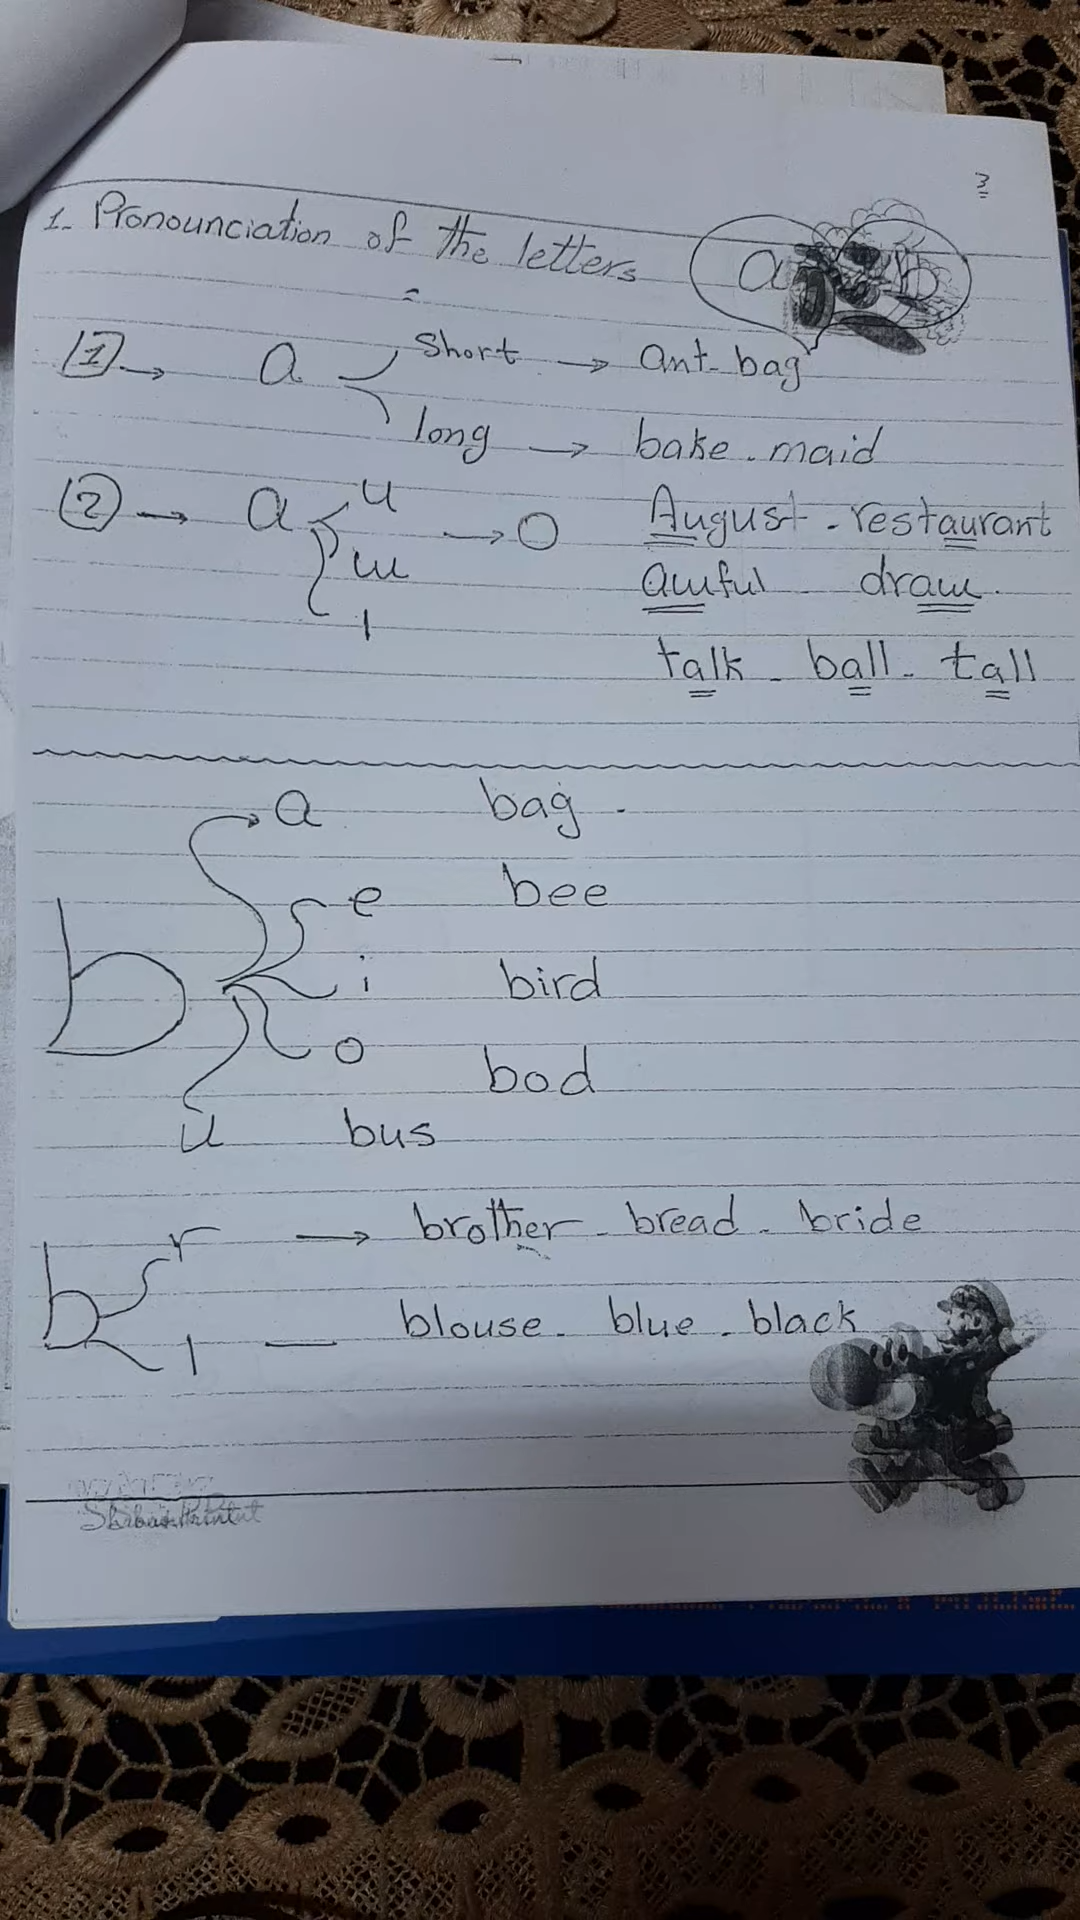 3
1- Pronounciation of the letters
a b
1 → a short → ant - bag
long → bake - maid
2 → a u → O August - restaurant
w awful draw
l talk - ball - tall
a bag
e bee
b i bird
o bod
u bus
b r → brother - bread - bride
l — blouse - blue - black